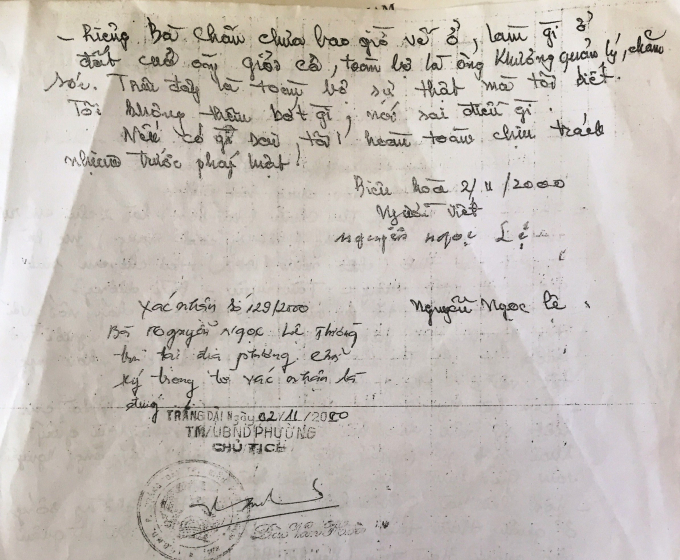 - Riêng Bà Chấn chưa bao giờ về ở, làm gì ở
đất của ông giỏi cả, toàn bộ là ông Khưởng quản lý, chăm
sóc. Trên đây là toàn bộ sự thật mà tôi biết.
Tôi không thêm bớt gì, nói sai điều gì.
Nếu có gì sai, tôi hoàn toàn chịu trách
nhiệm trước pháp luật!
Biên hòa 2/11/2000
Người viết
Nguyễn Ngọc Lệ
Xác nhận số 129/2000
Nguyễn Ngọc Lệ
Bà Nguyễn Ngọc Lệ Thường
trú tại địa phương chữ
ký trong tờ xác nhận là
đúng
TRẢNG DÀI Ngày 02/11/2000
TM/UBND PHƯỜNG
CHỦ TỊCH